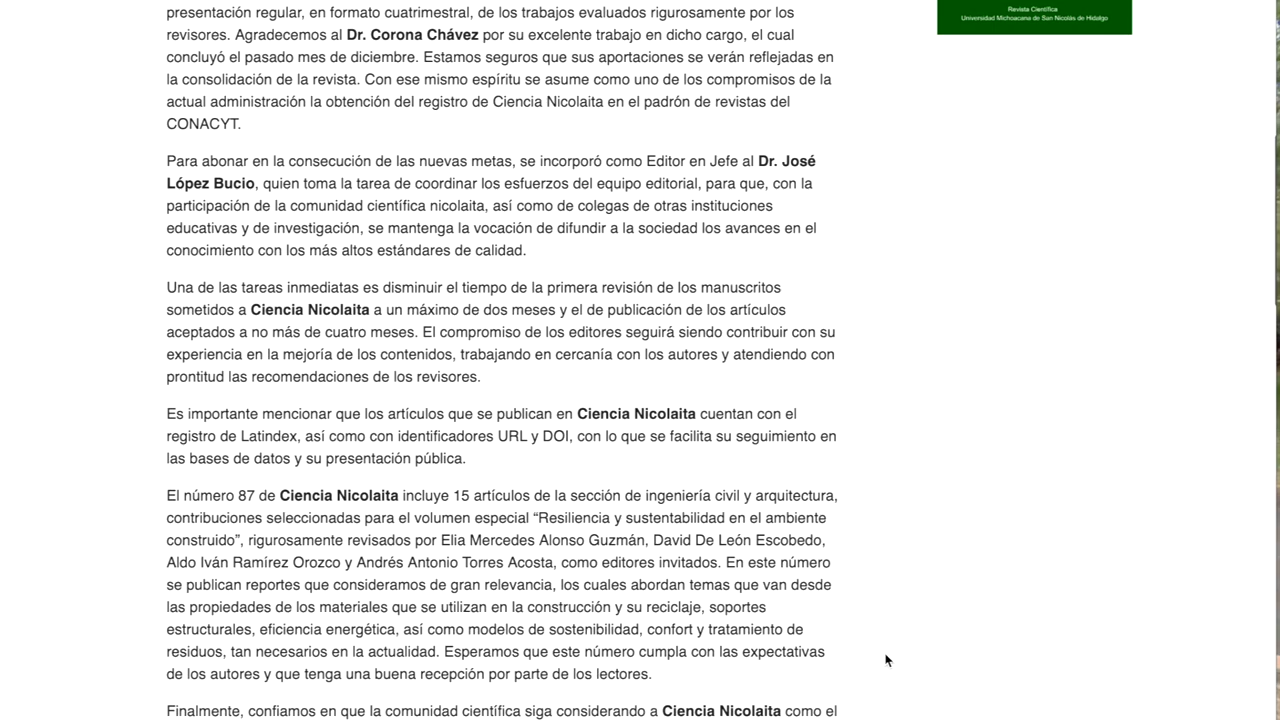 presentación regular, en formato cuatrimestral, de los trabajos evaluados rigurosamente por los
revisores. Agradecemos al Dr. Corona Chávez por su excelente trabajo en dicho cargo, el cual
concluyó el pasado mes de diciembre. Estamos seguros que sus aportaciones se verán reflejadas en
la consolidación de la revista. Con ese mismo espíritu se asume como uno de los compromisos de la
actual administración la obtención del registro de Ciencia Nicolaita en el padrón de revistas del
CONACYT.
Para abonar en la consecución de las nuevas metas, se incorporó como Editor en Jefe al Dr. José
López Bucio, quien toma la tarea de coordinar los esfuerzos del equipo editorial, para que, con la
participación de la comunidad científica nicolaita, así como de colegas de otras instituciones
educativas y de investigación, se mantenga la vocación de difundir a la sociedad los avances en el
conocimiento con los más altos estándares de calidad.
Una de las tareas inmediatas es disminuir el tiempo de la primera revisión de los manuscritos
sometidos a Ciencia Nicolaita a un máximo de dos meses y el de publicación de los artículos
aceptados a no más de cuatro meses. El compromiso de los editores seguirá siendo contribuir con su
experiencia en la mejoría de los contenidos, trabajando en cercanía con los autores y atendiendo con
prontitud las recomendaciones de los revisores.
Es importante mencionar que los artículos que se publican en Ciencia Nicolaita cuentan con el
registro de Latindex, así como con identificadores URL y DOI, con lo que se facilita su seguimiento en
las bases de datos y su presentación pública.
El número 87 de Ciencia Nicolaita incluye 15 artículos de la sección de ingeniería civil y arquitectura,
contribuciones seleccionadas para el volumen especial “Resiliencia y sustentabilidad en el ambiente
construido”, rigurosamente revisados por Elia Mercedes Alonso Guzmán, David De León Escobedo,
Aldo Iván Ramírez Orozco y Andrés Antonio Torres Acosta, como editores invitados. En este número
se publican reportes que consideramos de gran relevancia, los cuales abordan temas que van desde
las propiedades de los materiales que se utilizan en la construcción y su reciclaje, soportes
estructurales, eficiencia energética, así como modelos de sostenibilidad, confort y tratamiento de
residuos, tan necesarios en la actualidad. Esperamos que este número cumpla con las expectativas
de los autores y que tenga una buena recepción por parte de los lectores.
Finalmente, confiamos en que la comunidad científica siga considerando a Ciencia Nicolaita como el
Revista Científica
Universidad Michoacana de San Nicolás de Hidalgo